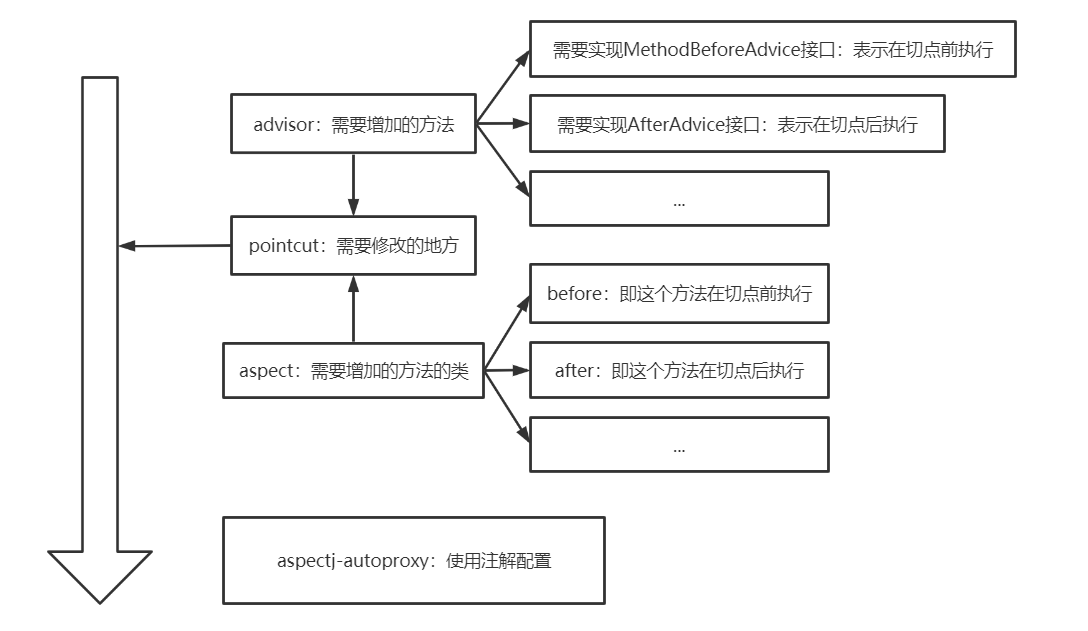 需要实现MethodBeforeAdvice接口：表示在切点前执行
advisor：需要增加的方法
需要实现AfterAdvice接口：表示在切点后执行
...
pointcut：需要修改的地方
before：即这个方法在切点前执行
aspect：需要增加的方法的类
after：即这个方法在切点后执行
...
aspectj-autoproxy：使用注解配置